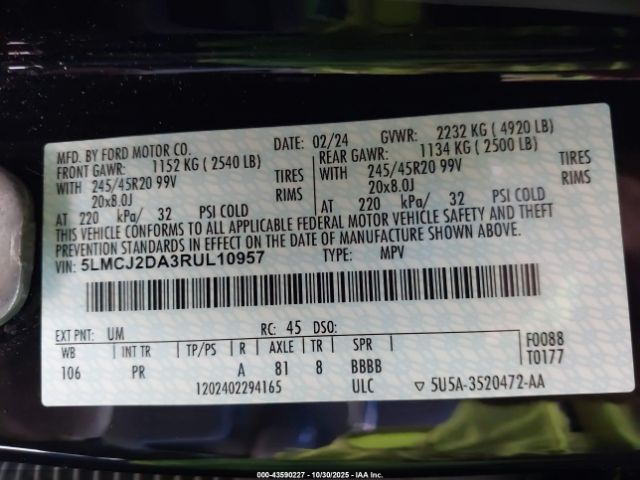 MFD. BY FORD MOTOR CO. DATE: 02/24 GVWR: 2232 KG ( 4920 LB)
FRONT GAWR: 1152 KG ( 2540 LB) REAR GAWR: 1134 KG ( 2500 LB)
WITH 245/45R20 99V TIRES WITH 245/45R20 99V TIRES
20x8.0J RIMS 20x8.0J RIMS
AT 220 kPa/ 32 PSI COLD AT 220 kPa/ 32 PSI COLD
THIS VEHICLE CONFORMS TO ALL APPLICABLE FEDERAL MOTOR VEHICLE SAFETY AND THEFT
PREVENTION STANDARDS IN EFFECT ON THE DATE OF MANUFACTURE SHOWN ABOVE.
VIN: 5LMCJ2DA3RUL10957 TYPE: MPV
EXT PNT: UM RC: 45 DSO: F0088
WB INT TR TP/PS R AXLE TR SPR T0177
106 PR A 81 8 BBBB
1202402294165 ULC ▽ 5U5A-3520472-AA
000-43590227 - 10/30/2025 - IAA, Inc.